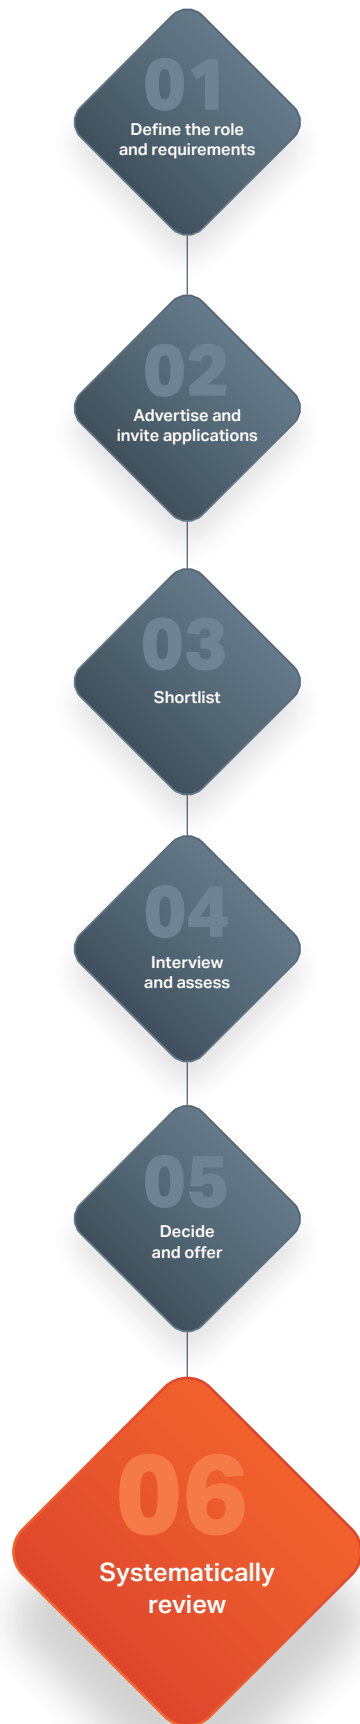 01
Define the role
and requirements
02
Advertise and
invite applications
03
Shortlist
04
Interview
and assess
05
Decide
and offer
06
Systematically
review